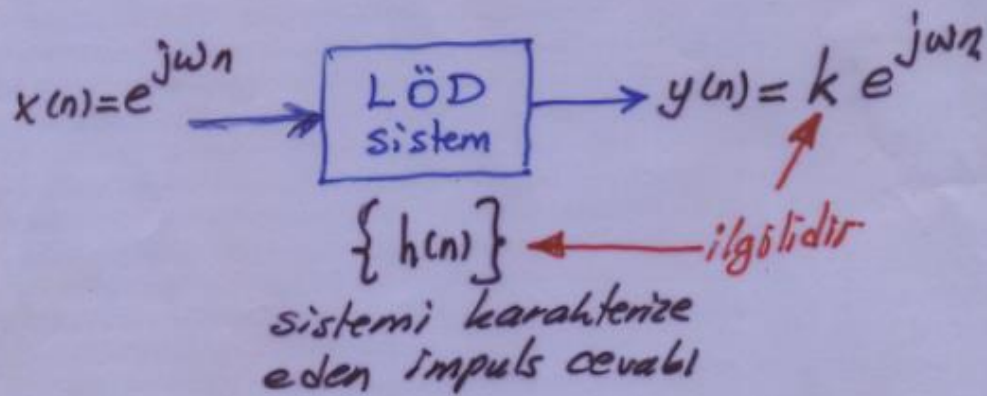 x(n)=e^{jωn}
LÖD
sistem
y(n) = k e^{jωn}
{h(n)}
ilgilidir
sistemi karakterize
eden impuls cevabı